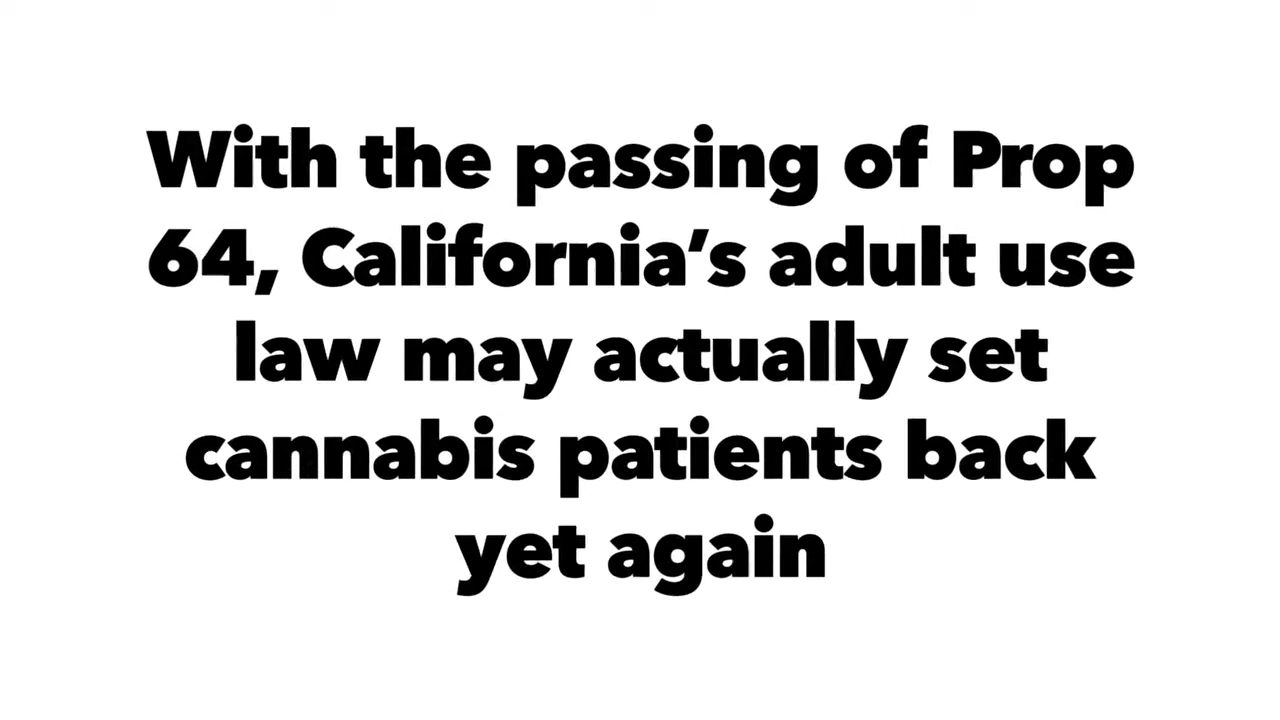 With the passing of Prop
64, California’s adult use
law may actually set
cannabis patients back
yet again